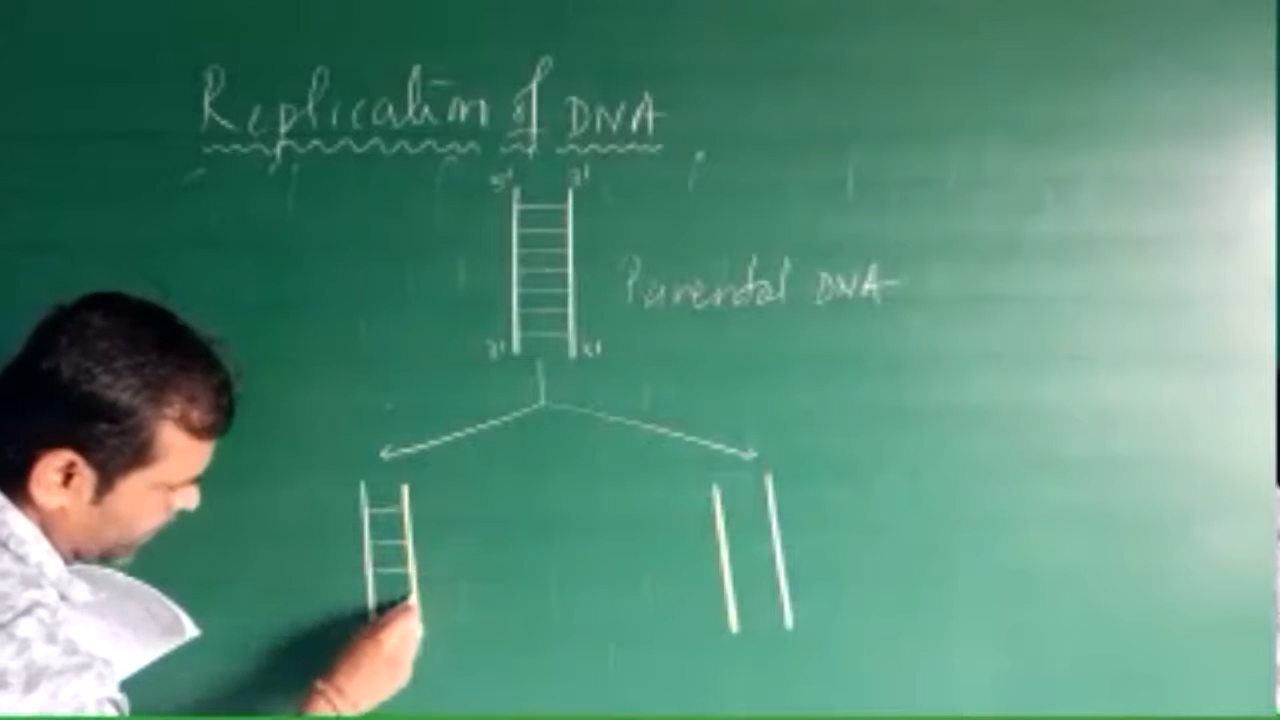 Replication of DNA
5' 3'
Parental DNA
3' 5'